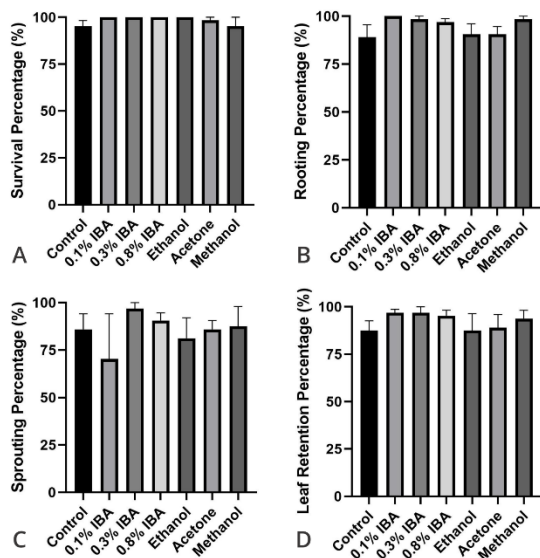 Survival Percentage (%)
100
75
50
25
0
Control
0.1% IBA
0.3% IBA
0.8% IBA
Ethanol
Acetone
Methanol
A
Rooting Percentage (%)
100
75
50
25
0
Control
0.1% IBA
0.3% IBA
0.8% IBA
Ethanol
Acetone
Methanol
B
Sprouting Percentage (%)
100
75
50
25
0
Control
0.1% IBA
0.3% IBA
0.8% IBA
Ethanol
Acetone
Methanol
C
Leaf Retention Percentage (%)
100
75
50
25
0
Control
0.1% IBA
0.3% IBA
0.8% IBA
Ethanol
Acetone
Methanol
D